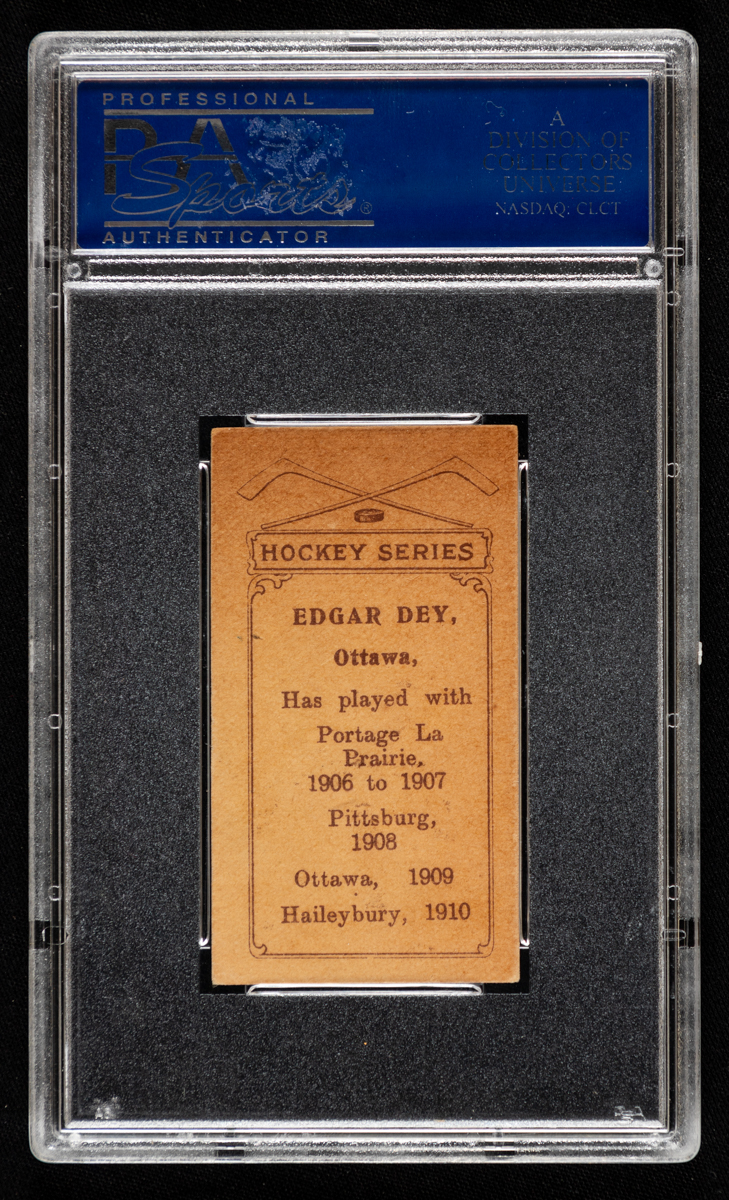 PROFESSIONAL
PSA
Sports®
AUTHENTICATOR
A
DIVISION OF
COLLECTORS
UNIVERSE
NASDAQ: CLCT
HOCKEY SERIES
EDGAR DEY,
Ottawa,
Has played with
Portage La
Prairie,
1906 to 1907
Pittsburg,
1908
Ottawa, 1909
Haileybury, 1910